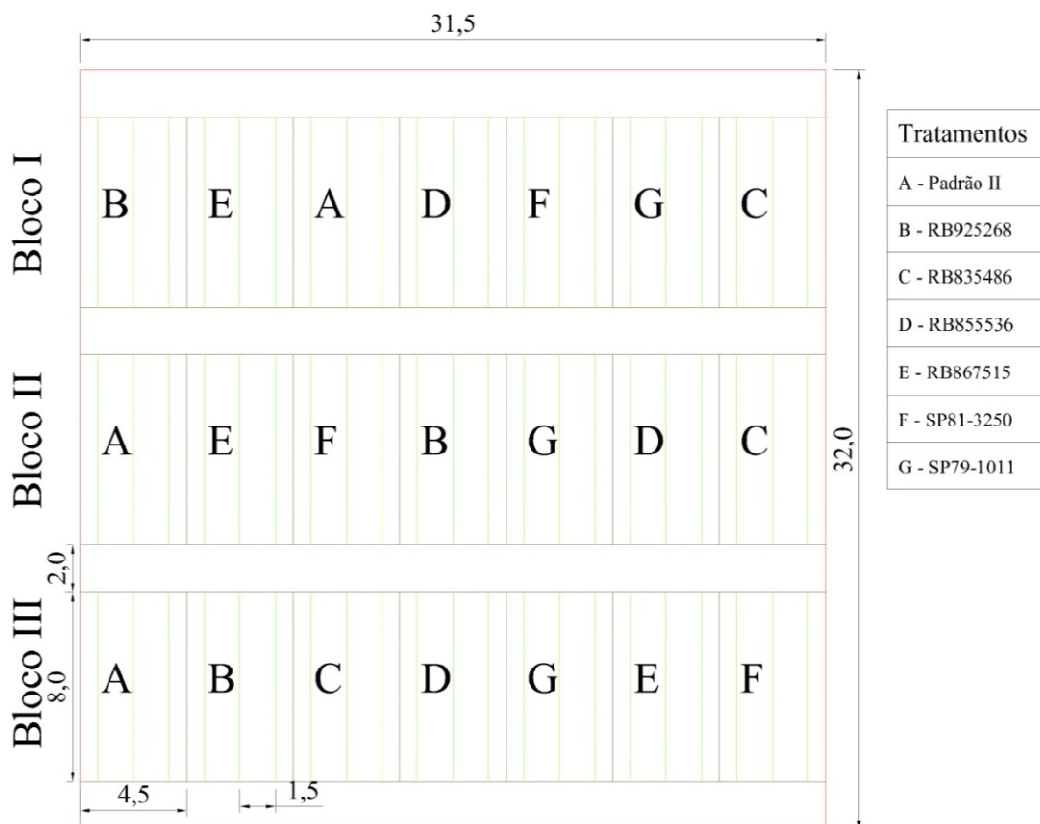 31,5
Bloco I
B E A D F G C
Bloco II
A E F B G D C
32,0
2,0
Bloco III
8,0
A B C D G E F
4,5
1,5
Tratamentos
A - Padrão II
B - RB925268
C - RB835486
D - RB855536
E - RB867515
F - SP81-3250
G - SP79-1011